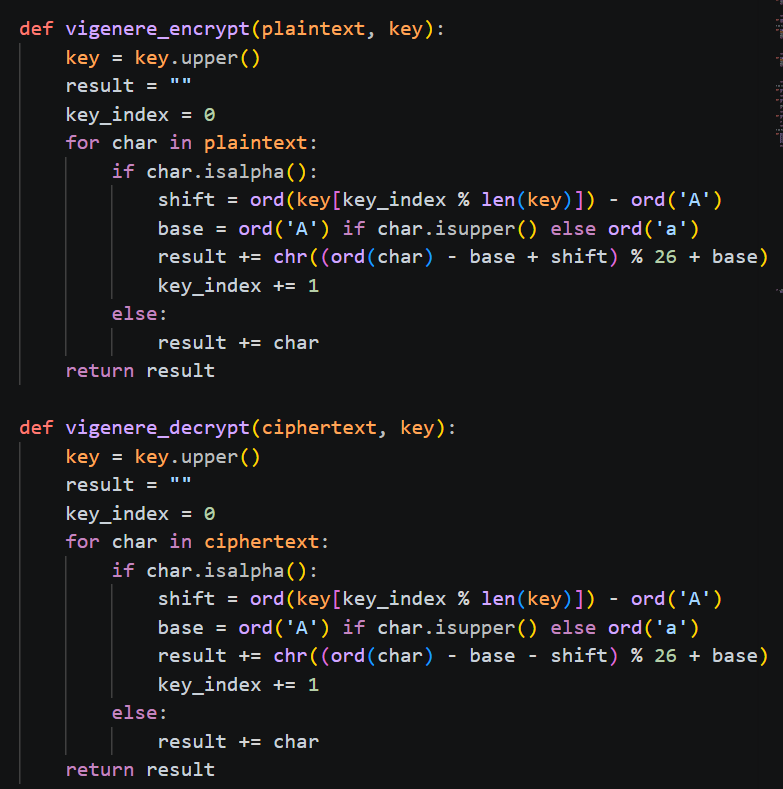 def vigenere_encrypt(plaintext, key):
    key = key.upper()
    result = ""
    key_index = 0
    for char in plaintext:
        if char.isalpha():
            shift = ord(key[key_index % len(key)]) - ord('A')
            base = ord('A') if char.isupper() else ord('a')
            result += chr((ord(char) - base + shift) % 26 + base)
            key_index += 1
        else:
            result += char
    return result

def vigenere_decrypt(ciphertext, key):
    key = key.upper()
    result = ""
    key_index = 0
    for char in ciphertext:
        if char.isalpha():
            shift = ord(key[key_index % len(key)]) - ord('A')
            base = ord('A') if char.isupper() else ord('a')
            result += chr((ord(char) - base - shift) % 26 + base)
            key_index += 1
        else:
            result += char
    return result